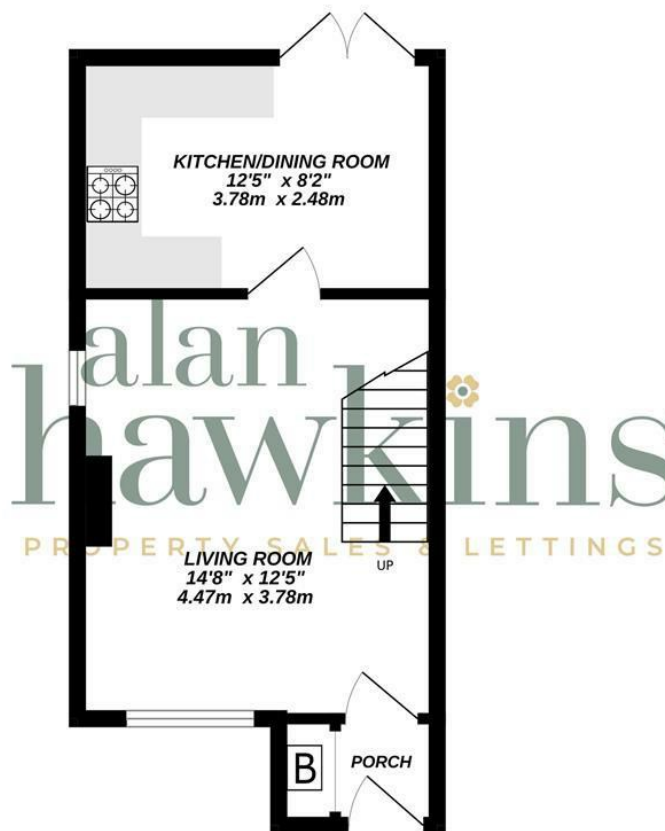 KITCHEN/DINING ROOM
12'5" x 8'2"
3.78m x 2.48m
alan
hawkins
PROPERTY SALES & LETTINGS
LIVING ROOM
14'8" x 12'5"
4.47m x 3.78m
UP
B
PORCH